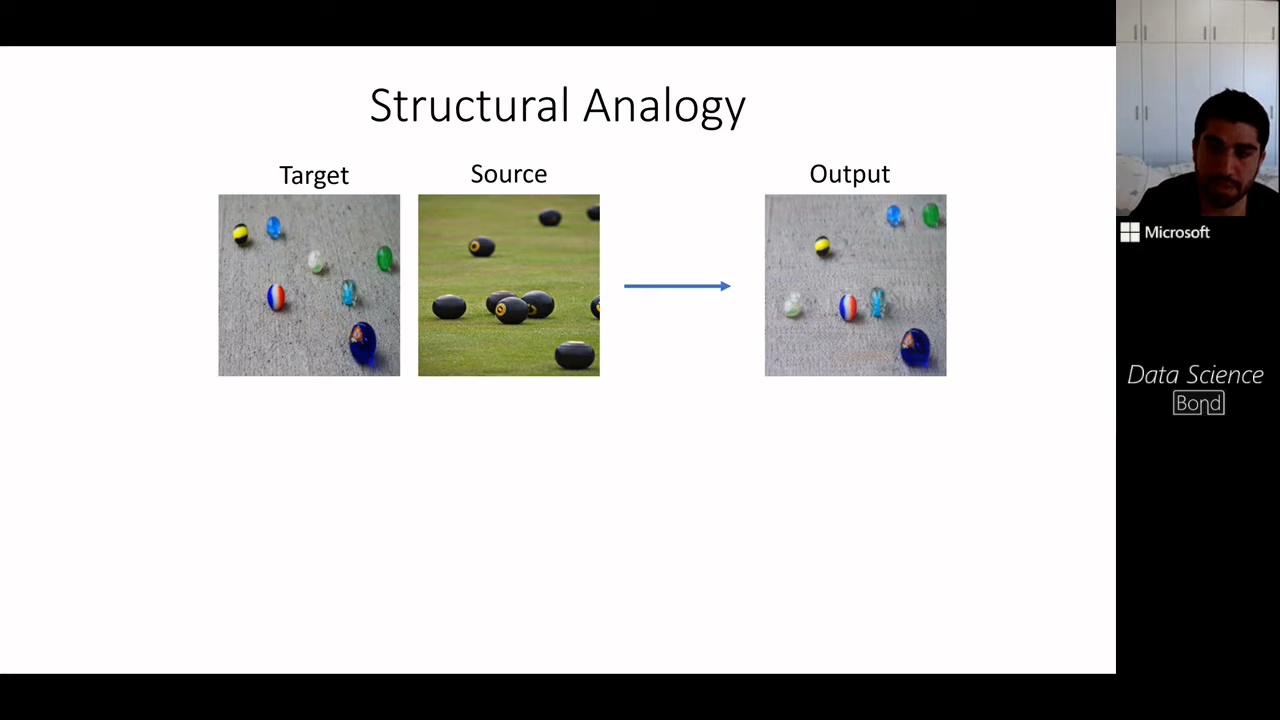 Structural Analogy
Target
Source
Output
Microsoft
Data Science
Bond